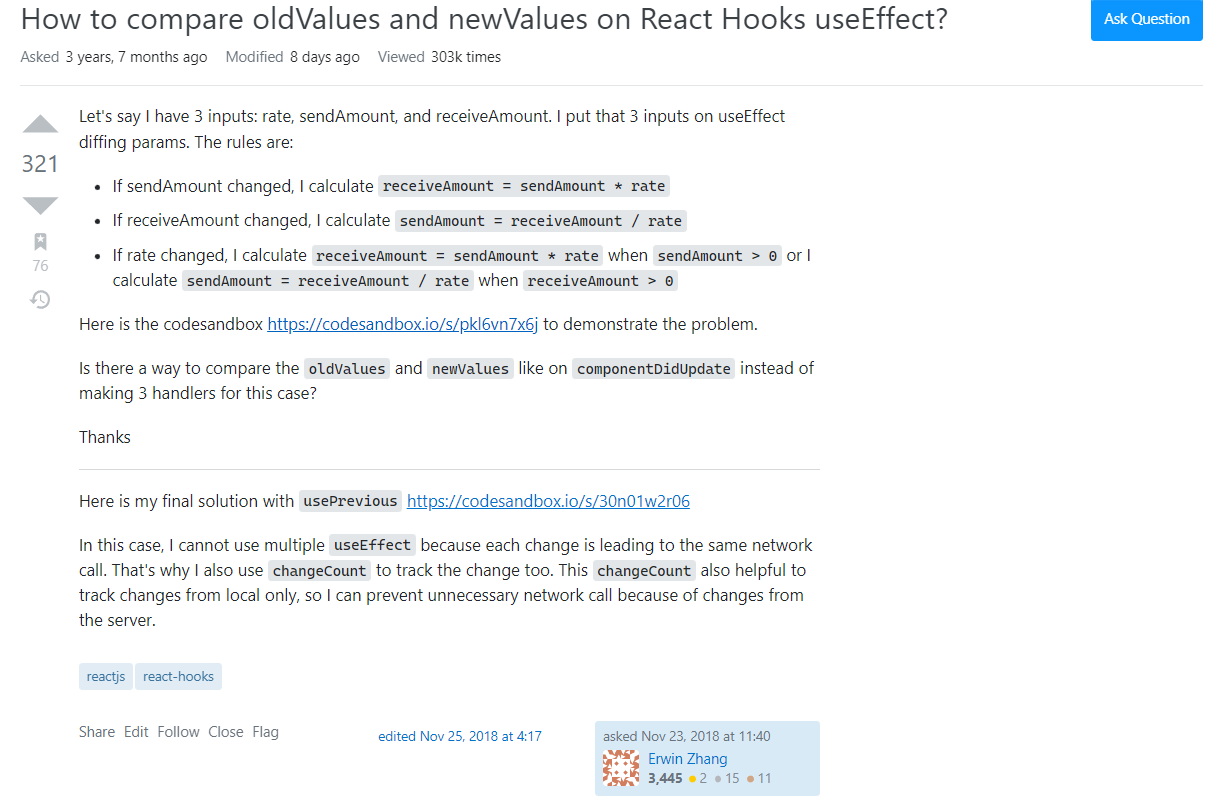 How to compare oldValues and newValues on React Hooks useEffect?
Ask Question
Asked 3 years, 7 months ago Modified 8 days ago Viewed 303k times
Let's say I have 3 inputs: rate, sendAmount, and receiveAmount. I put that 3 inputs on useEffect
diffing params. The rules are:
321
• If sendAmount changed, I calculate receiveAmount = sendAmount * rate
• If receiveAmount changed, I calculate sendAmount = receiveAmount / rate
• If rate changed, I calculate receiveAmount = sendAmount * rate when sendAmount > 0 or I
calculate sendAmount = receiveAmount / rate when receiveAmount > 0
76
Here is the codesandbox https://codesandbox.io/s/pkl6vn7x6j to demonstrate the problem.
Is there a way to compare the oldValues and newValues like on componentDidUpdate instead of
making 3 handlers for this case?
Thanks
Here is my final solution with usePrevious https://codesandbox.io/s/30n01w2r06
In this case, I cannot use multiple useEffect because each change is leading to the same network
call. That's why I also use changeCount to track the change too. This changeCount also helpful to
track changes from local only, so I can prevent unnecessary network call because of changes from
the server.
reactjs react-hooks
Share Edit Follow Close Flag
edited Nov 25, 2018 at 4:17
asked Nov 23, 2018 at 11:40
Erwin Zhang
3,445 ●2 ●15 ●11